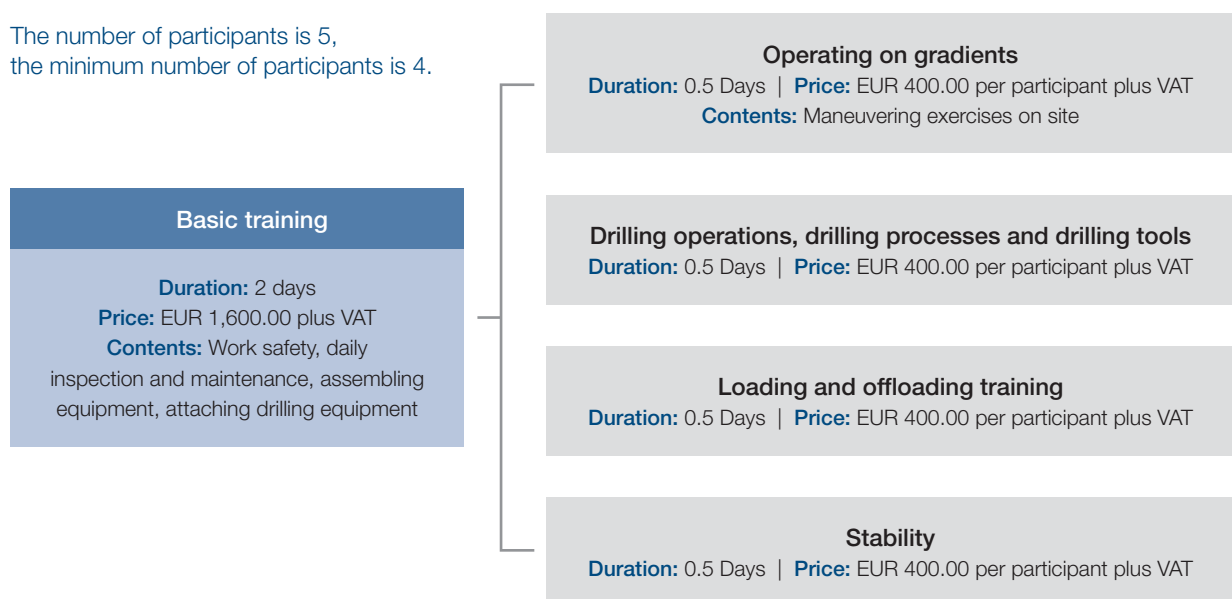 The number of participants is 5,
the minimum number of participants is 4.
Basic training
Duration: 2 days
Price: EUR 1,600.00 plus VAT
Contents: Work safety, daily
inspection and maintenance, assembling
equipment, attaching drilling equipment
Operating on gradients
Duration: 0.5 Days | Price: EUR 400.00 per participant plus VAT
Contents: Maneuvering exercises on site
Drilling operations, drilling processes and drilling tools
Duration: 0.5 Days | Price: EUR 400.00 per participant plus VAT
Loading and offloading training
Duration: 0.5 Days | Price: EUR 400.00 per participant plus VAT
Stability
Duration: 0.5 Days | Price: EUR 400.00 per participant plus VAT